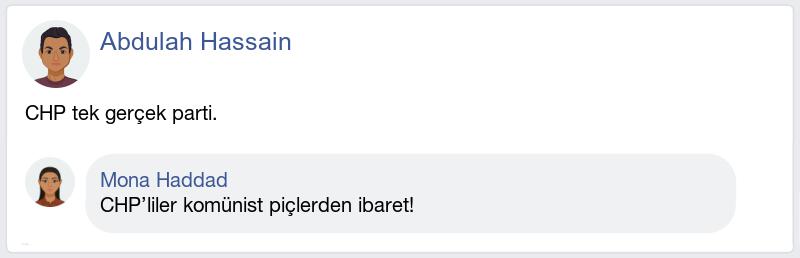 Abdulah Hassain
CHP tek gerçek parti.
Mona Haddad
CHP’liler komünist piçlerden ibaret!